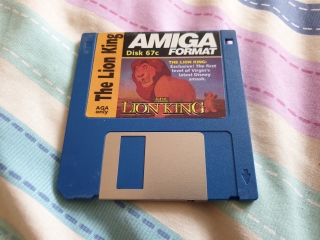 The Lion King
AGA
only
AMIGA
FORMAT
Disk 67c
THE LION KING
Exclusive! The first
level of Virgin's
latest Disney
smash.
THE
LION KING